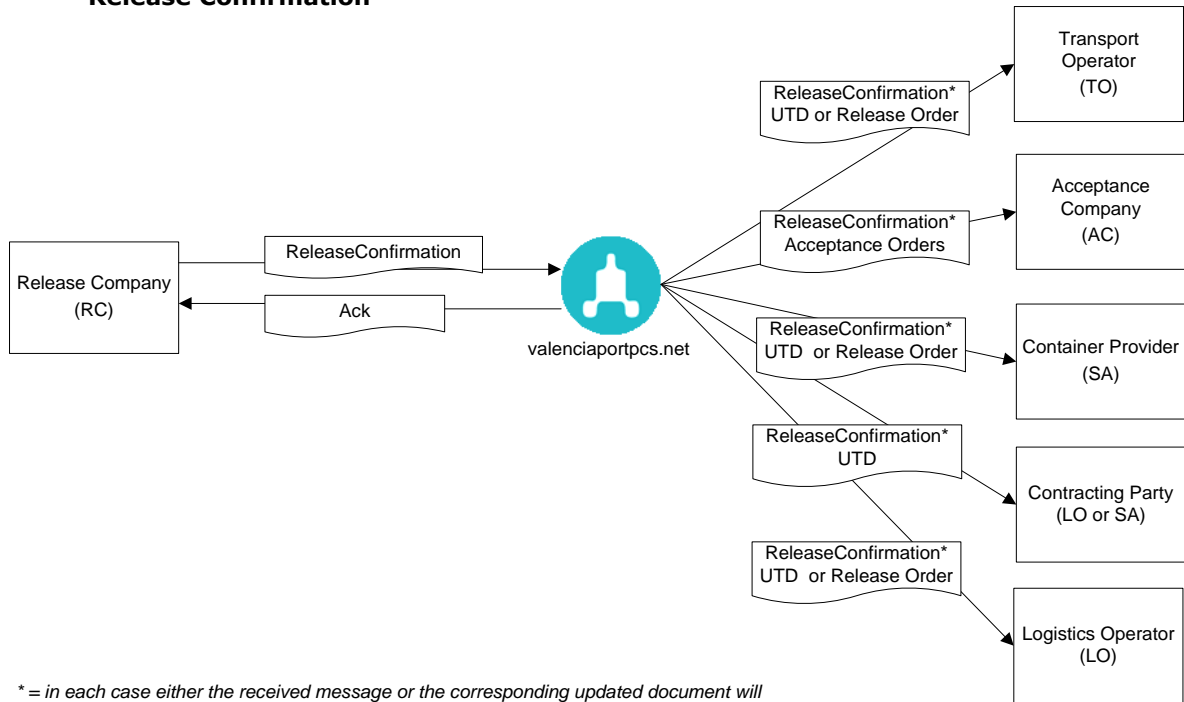 Release Confirmation
Transport
Operator
(TO)
ReleaseConfirmation*
UTD or Release Order
Acceptance
Company
(AC)
ReleaseConfirmation*
Acceptance Orders
ReleaseConfirmation
Release Company
(RC)
Ack
valenciaportpcs.net
ReleaseConfirmation*
UTD or Release Order
Container Provider
(SA)
ReleaseConfirmation*
UTD
Contracting Party
(LO or SA)
ReleaseConfirmation*
UTD or Release Order
Logistics Operator
(LO)
* = in each case either the received message or the corresponding updated document will